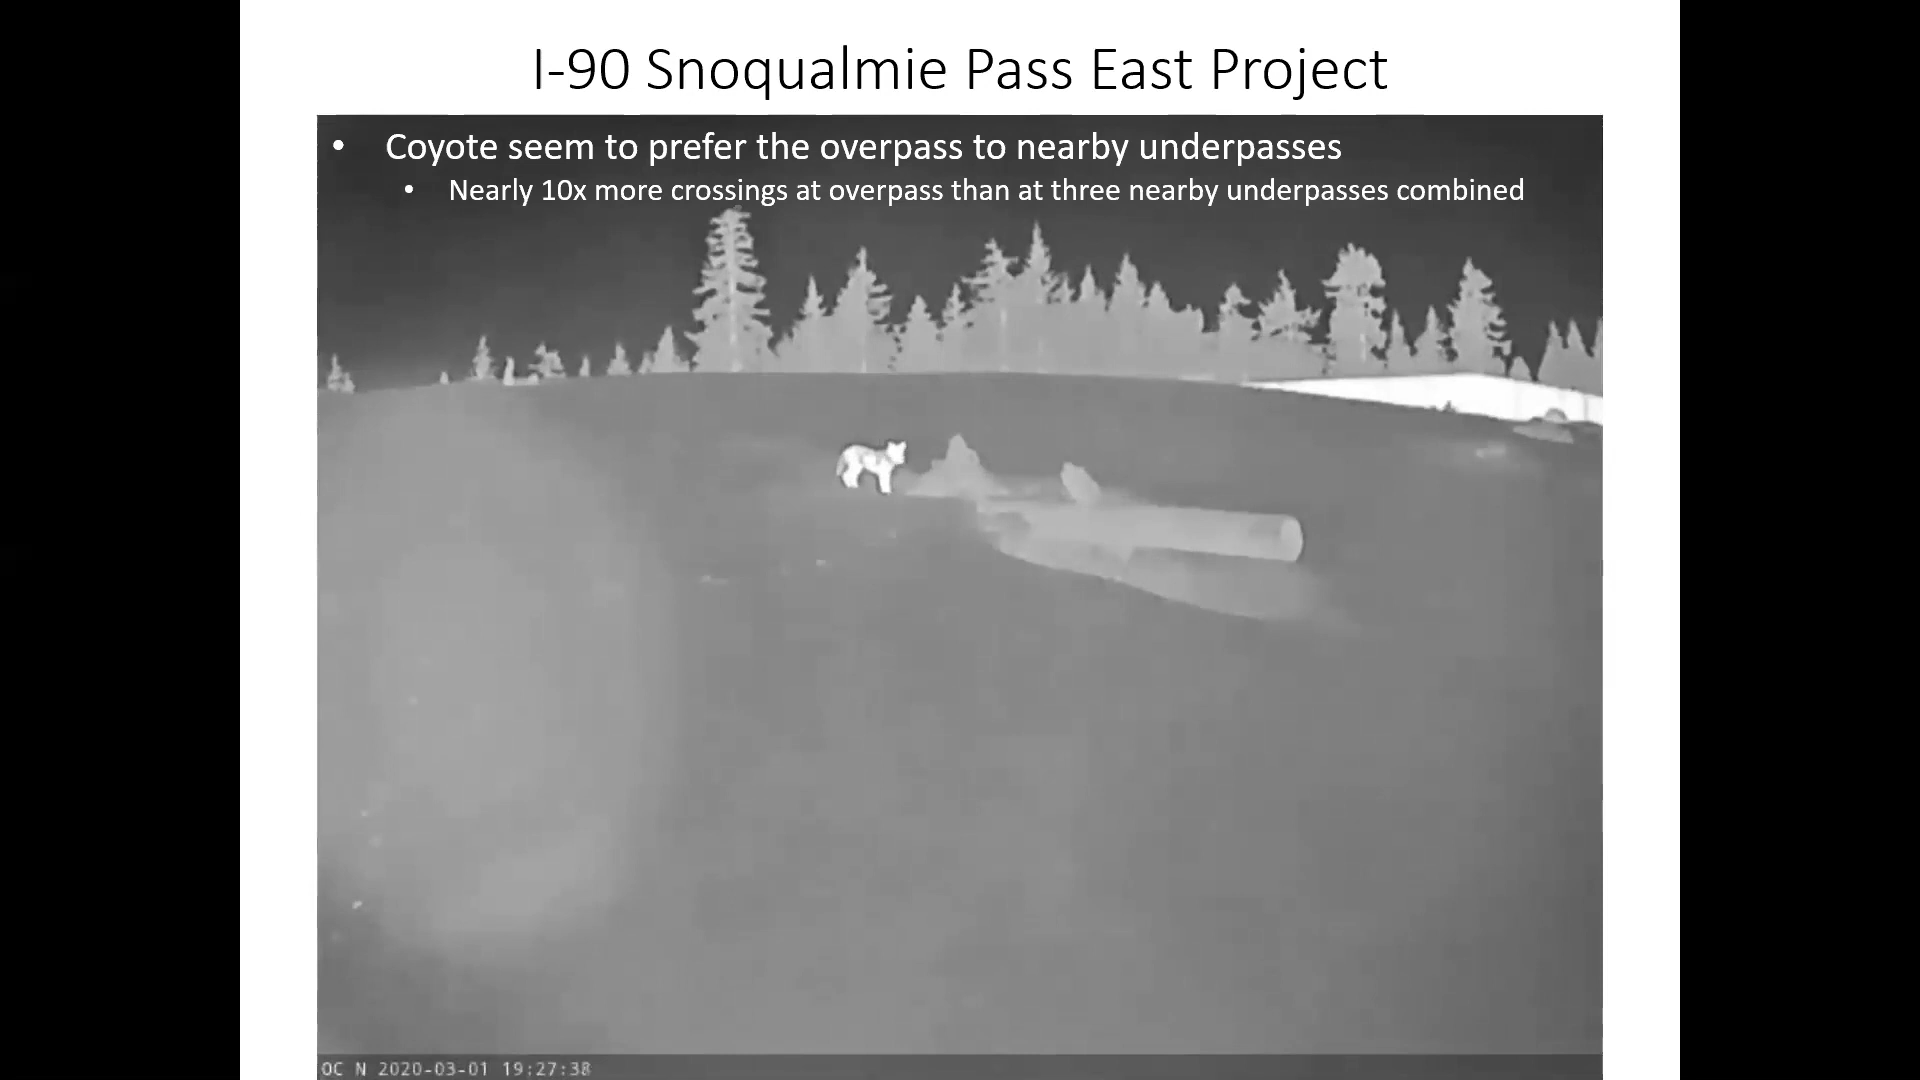 I-90 Snoqualmie Pass East Project
• Coyote seem to prefer the overpass to nearby underpasses
• Nearly 10x more crossings at overpass than at three nearby underpasses combined
OC N 2020-03-01 19:27:38